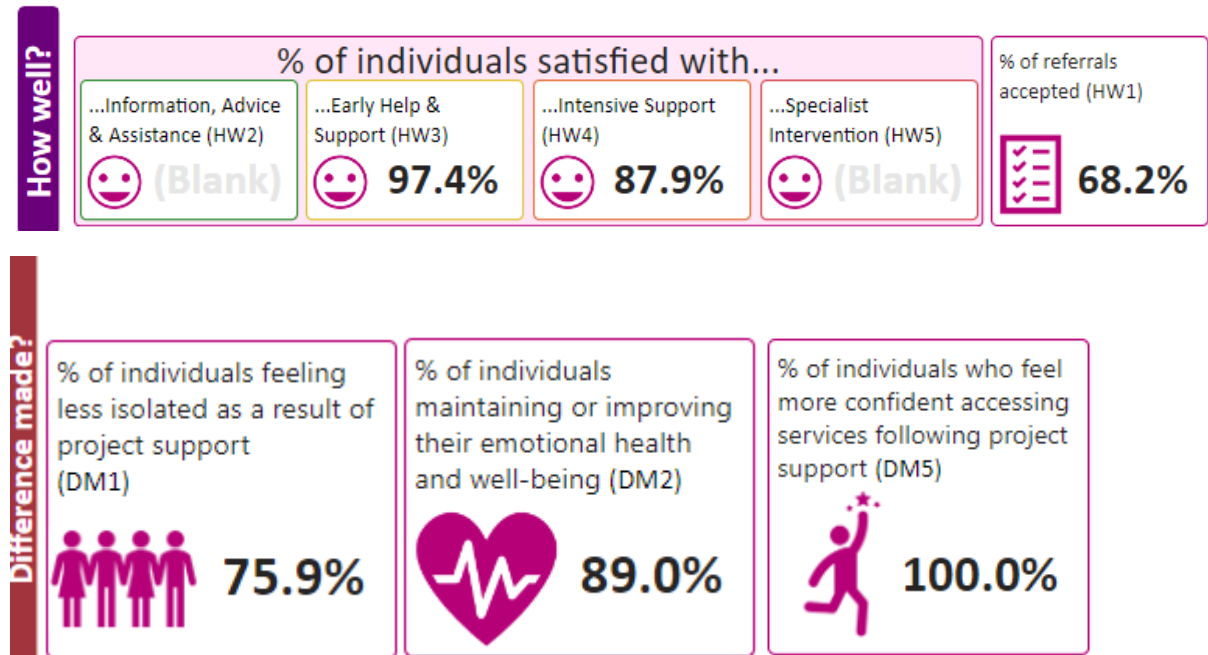 How well?
% of individuals satisfied with...
...Information, Advice
& Assistance (HW2)
(Blank)
...Early Help &
Support (HW3)
97.4%
...Intensive Support
(HW4)
87.9%
...Specialist
Intervention (HW5)
(Blank)
% of referrals
accepted (HW1)
68.2%
Difference made?
% of individuals feeling
less isolated as a result of
project support
(DM1)
75.9%
% of individuals
maintaining or improving
their emotional health
and well-being (DM2)
89.0%
% of individuals who feel
more confident accessing
services following project
support (DM5)
100.0%